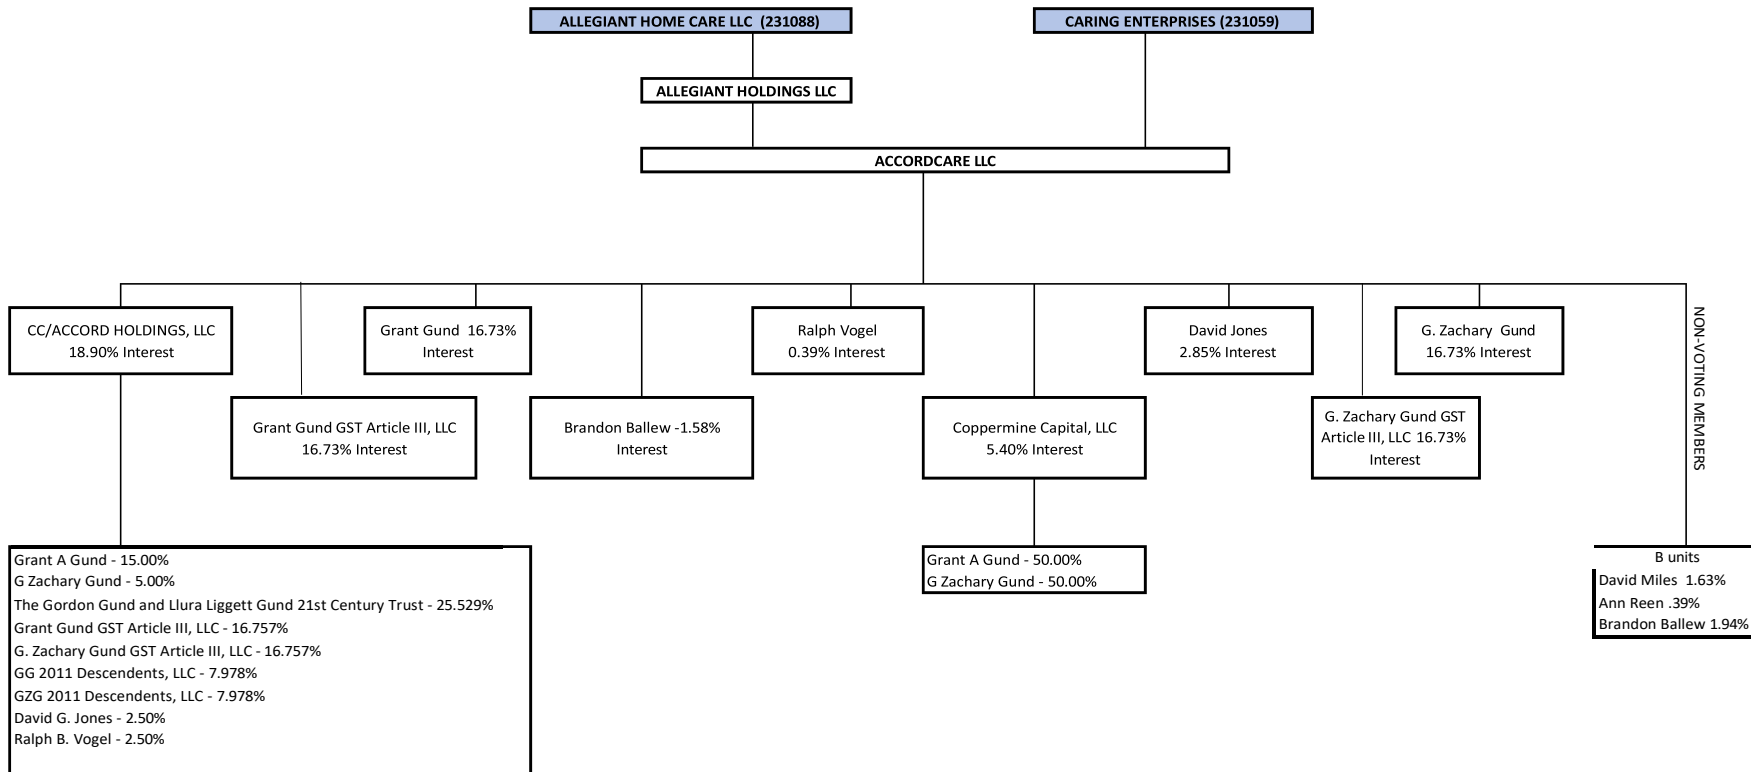 ALLEGIANT HOME CARE LLC (231088)
CARING ENTERPRISES (231059)
ALLEGIANT HOLDINGS LLC
ACCORDCARE LLC
CC/ACCORD HOLDINGS, LLC
18.90% Interest
Grant Gund 16.73%
Interest
Ralph Vogel
0.39% Interest
David Jones
2.85% Interest
G. Zachary Gund
16.73% Interest
NON-VOTING MEMBERS
Grant Gund GST Article III, LLC
16.73% Interest
Brandon Ballew -1.58%
Interest
Coppermine Capital, LLC
5.40% Interest
G. Zachary Gund GST
Article III, LLC 16.73%
Interest
Grant A Gund - 15.00%
G Zachary Gund - 5.00%
The Gordon Gund and Llura Liggett Gund 21st Century Trust - 25.529%
Grant Gund GST Article III, LLC - 16.757%
G. Zachary Gund GST Article III, LLC - 16.757%
GG 2011 Descendents, LLC - 7.978%
GZG 2011 Descendents, LLC - 7.978%
David G. Jones - 2.50%
Ralph B. Vogel - 2.50%
Grant A Gund - 50.00%
G Zachary Gund - 50.00%
B units
David Miles 1.63%
Ann Reen .39%
Brandon Ballew 1.94%